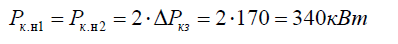 Pк.н1 = Pк.н2 = 2·ΔPкз = 2·170 = 340кВт